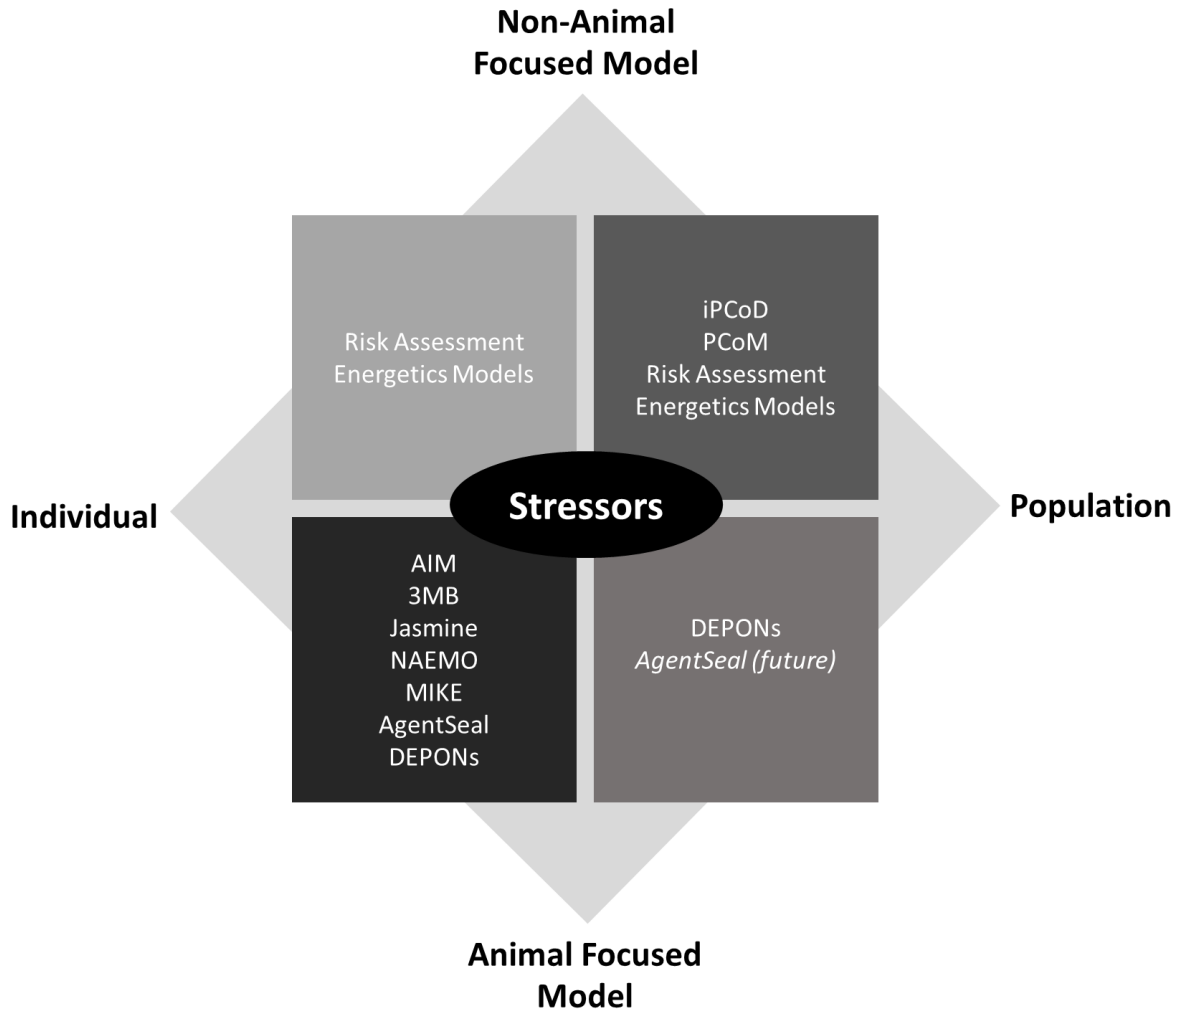 Non-Animal
Focused Model
Risk Assessment
Energetics Models
iPCoD
PCoM
Risk Assessment
Energetics Models
Individual
Stressors
Population
AIM
3MB
Jasmine
NAEMO
MIKE
AgentSeal
DEPONs
DEPONs
AgentSeal (future)
Animal Focused
Model